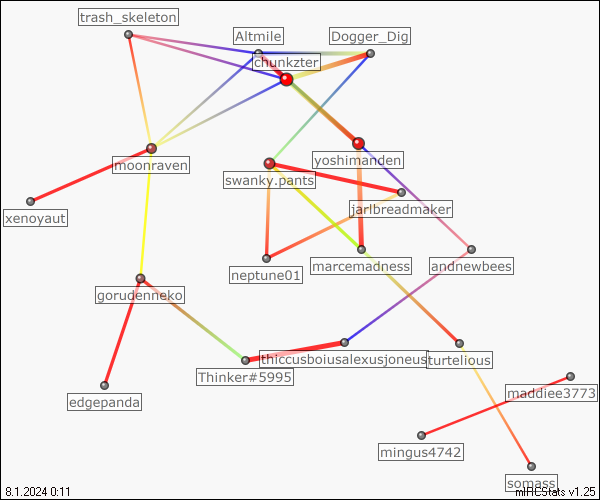 trash_skeleton
Altmile
Dogger_Dig
chunkzter
yoshimanden
moonraven
swanky.pants
jarlbreadmaker
xenoyaut
neptune01
marcemadness
andnewbees
gorudenneko
thiccusboiusalexusjoneus
turtelious
Thinker#5995
maddiee3773
edgepanda
mingus4742
somass
8.1.2024 0:11
mIRCStats v1.25